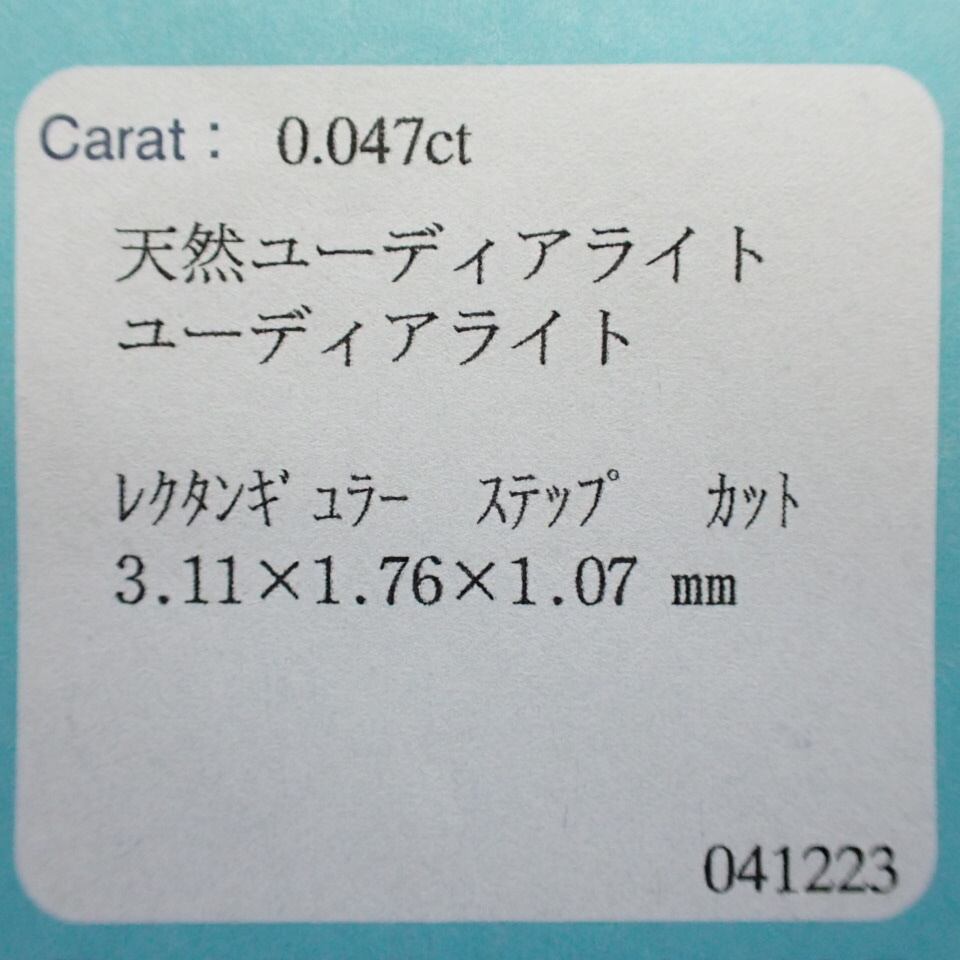 Carat： 0.047ct
天然ユーディアライト
ユーディアライト
ﾚｸﾀﾝｷﾞｭﾗｰ ｽﾃｯﾌﾟ ｶｯﾄ
3.11×1.76×1.07 mm
041223